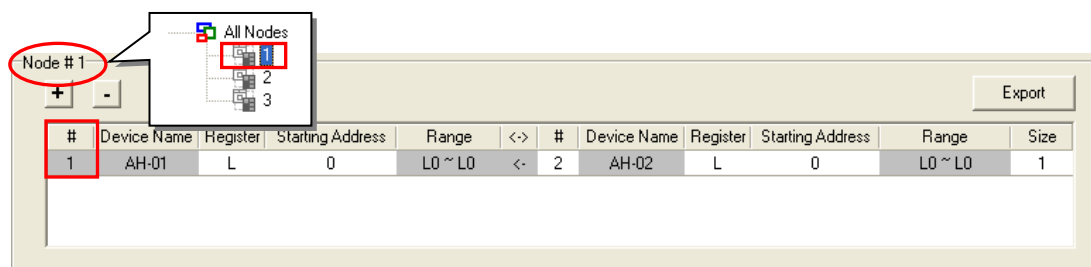 All Nodes
1
2
3
Node # 1
+ -
Export
# Device Name Register Starting Address Range <-> # Device Name Register Starting Address Range Size
1 AH-01 L 0 L0 ~ L0 <- 2 AH-02 L 0 L0 ~ L0 1